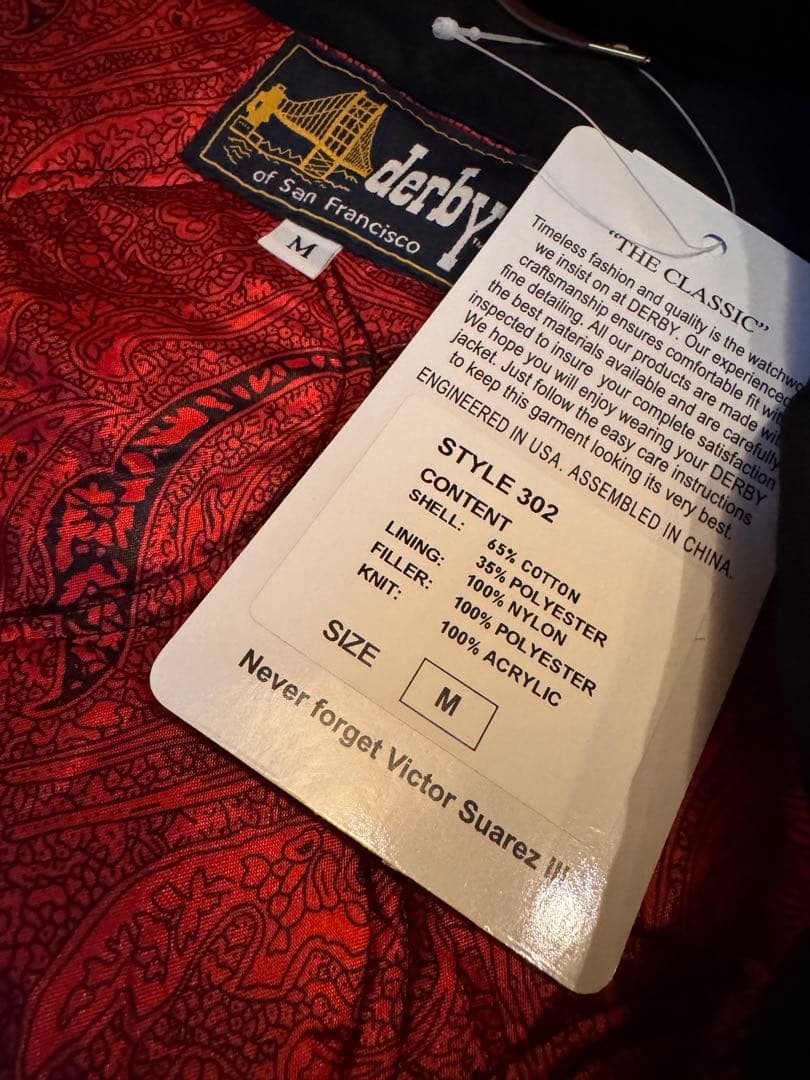 derby™
of San Francisco
M
"THE CLASSIC"
Timeless fashion and quality is the
we insist on at DERBY. Our experienced
craftsmanship ensures comfortable fit with
fine detailing. All our products are made with
the best materials available and are carefully
inspected to insure your complete satisfaction
We hope you will enjoy wearing your DERBY
jacket. Just follow the easy care instructions
to keep this garment looking its very best.
ENGINEERED IN USA. ASSEMBLED IN CHINA.
STYLE 302
CONTENT
SHELL: 65% COTTON
35% POLYESTER
LINING: 100% NYLON
FILLER: 100% POLYESTER
KNIT: 100% ACRYLIC
SIZE M
Never forget Victor Suarez III